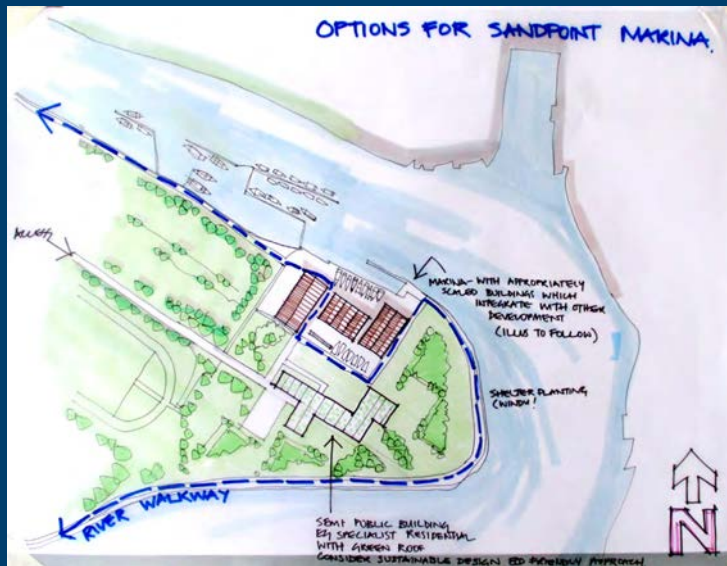 OPTIONS FOR SANDPOINT MARINA.
ACCESS
MARINA - WITH APPROPRIATELY
SCALED BUILDINGS WHICH
INTEGRATE WITH OTHER
DEVELOPMENT
(ILLUS TO FOLLOW)
SHELTER PLANTING
(WINDY!
RIVER WALKWAY
SEMI PUBLIC BUILDING
EG SPECIALIST RESIDENTIAL
WITH GREEN ROOF
CONSIDER SUSTAINABLE DESIGN ECO FRIENDLY APPROACH
N